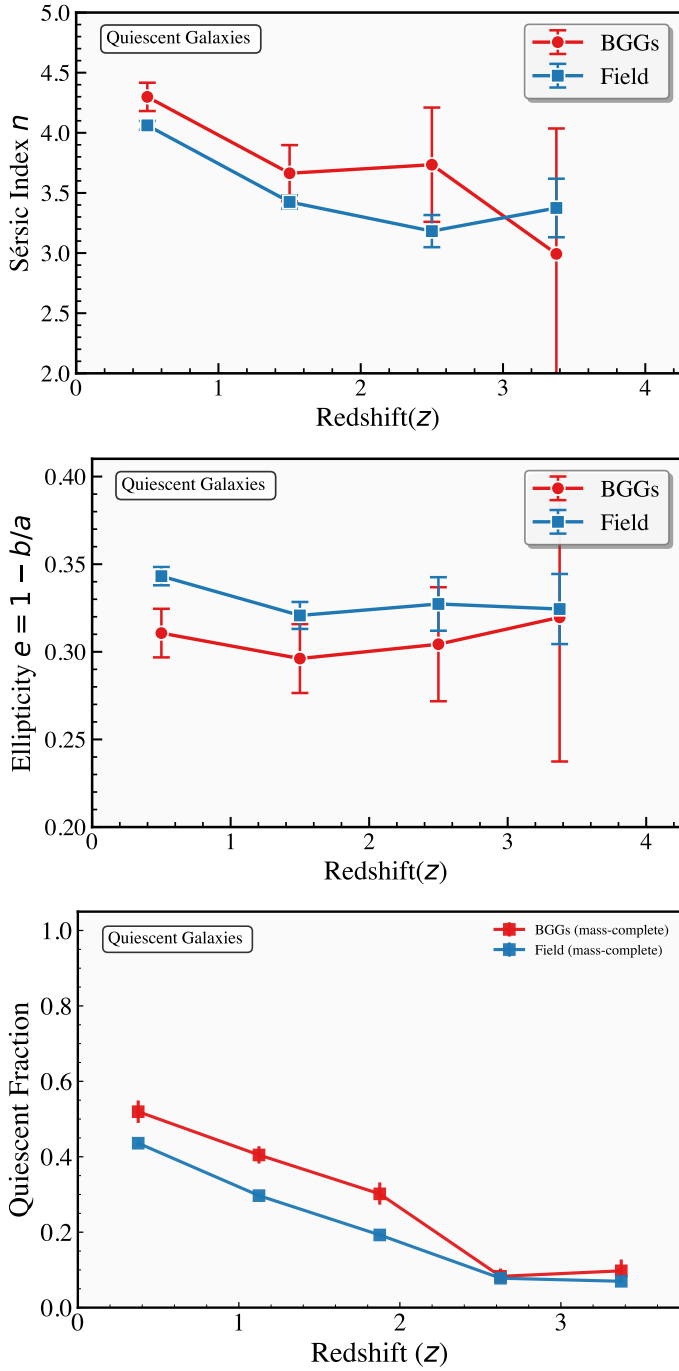 5.0
Quiescent Galaxies
BGGs
Field
4.5
4.0
3.5
3.0
2.5
2.0
Sérsic Index n
0
1
2
3
4
Redshift(z)
0.40
Quiescent Galaxies
BGGs
Field
0.35
0.30
0.25
0.20
Ellipticity e = 1 − b/a
0
1
2
3
4
Redshift(z)
1.0
Quiescent Galaxies
BGGs (mass-complete)
Field (mass-complete)
0.8
0.6
0.4
0.2
0.0
Quiescent Fraction
0
1
2
3
Redshift (z)